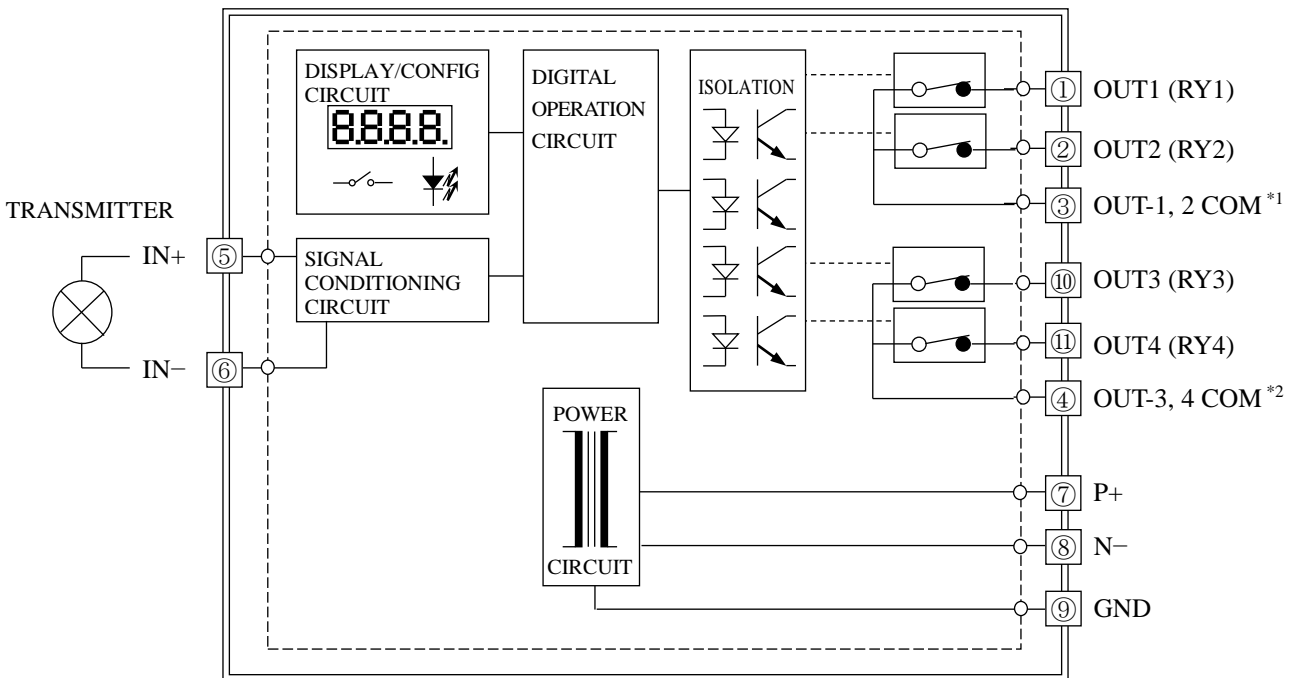 DISPLAY/CONFIG
CIRCUIT
8.8.8.8.
DIGITAL
OPERATION
CIRCUIT
ISOLATION
① OUT1 (RY1)
② OUT2 (RY2)
③ OUT-1, 2 COM *1
TRANSMITTER
IN+ ⑤
SIGNAL
CONDITIONING
CIRCUIT
IN− ⑥
⑩ OUT3 (RY3)
⑪ OUT4 (RY4)
④ OUT-3, 4 COM *2
POWER
CIRCUIT
⑦ P+
⑧ N−
⑨ GND